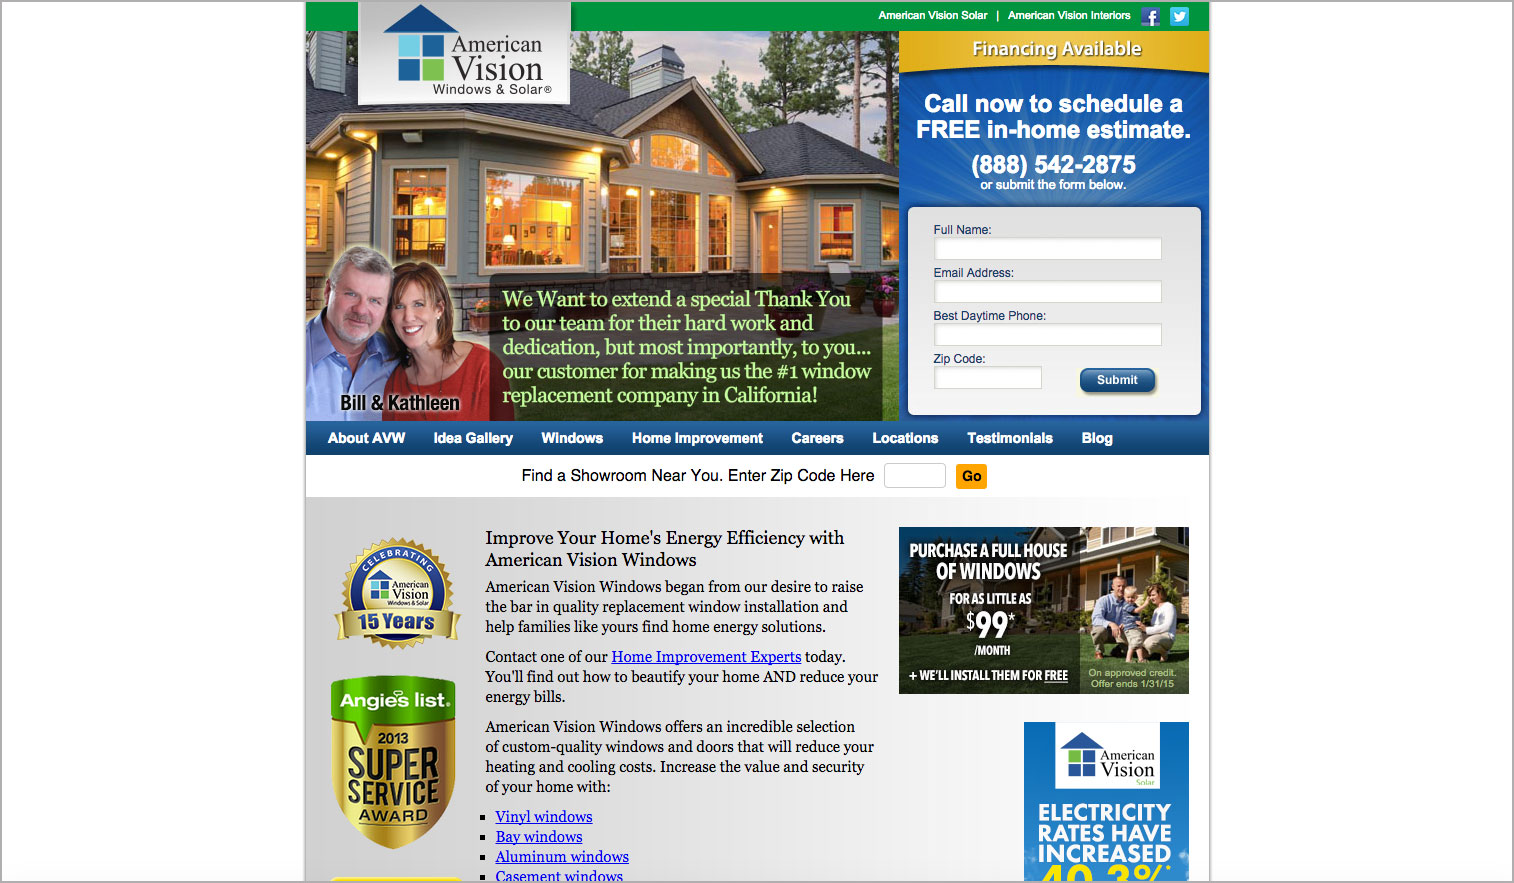 American Vision Solar | American Vision Interiors
American
Vision
Windows & Solar®
Financing Available
Call now to schedule a
FREE in-home estimate.
(888) 542-2875
or submit the form below.
Full Name:
Email Address:
Best Daytime Phone:
Zip Code:
Submit
We Want to extend a special Thank You
to our team for their hard work and
dedication, but most importantly, to you...
our customer for making us the #1 window
replacement company in California!
Bill & Kathleen
About AVW Idea Gallery Windows Home Improvement Careers Locations Testimonials Blog
Find a Showroom Near You. Enter Zip Code Here Go
CELEBRATING
American
Vision
Windows & Solar
15 Years
Angie's list.
2013
SUPER
SERVICE
AWARD
Improve Your Home's Energy Efficiency with
American Vision Windows
American Vision Windows began from our desire to raise
the bar in quality replacement window installation and
help families like yours find home energy solutions.
Contact one of our Home Improvement Experts today.
You'll find out how to beautify your home AND reduce your
energy bills.
American Vision Windows offers an incredible selection
of custom-quality windows and doors that will reduce your
heating and cooling costs. Increase the value and security
of your home with:
Vinyl windows
Bay windows
Aluminum windows
Casement windows
PURCHASE A FULL HOUSE
OF WINDOWS
FOR AS LITTLE AS
$99*
/MONTH
+ WE'LL INSTALL THEM FOR FREE
On approved credit.
Offer ends 1/31/15
American
Vision
Solar
ELECTRICITY
RATES HAVE
INCREASED
40.3%*